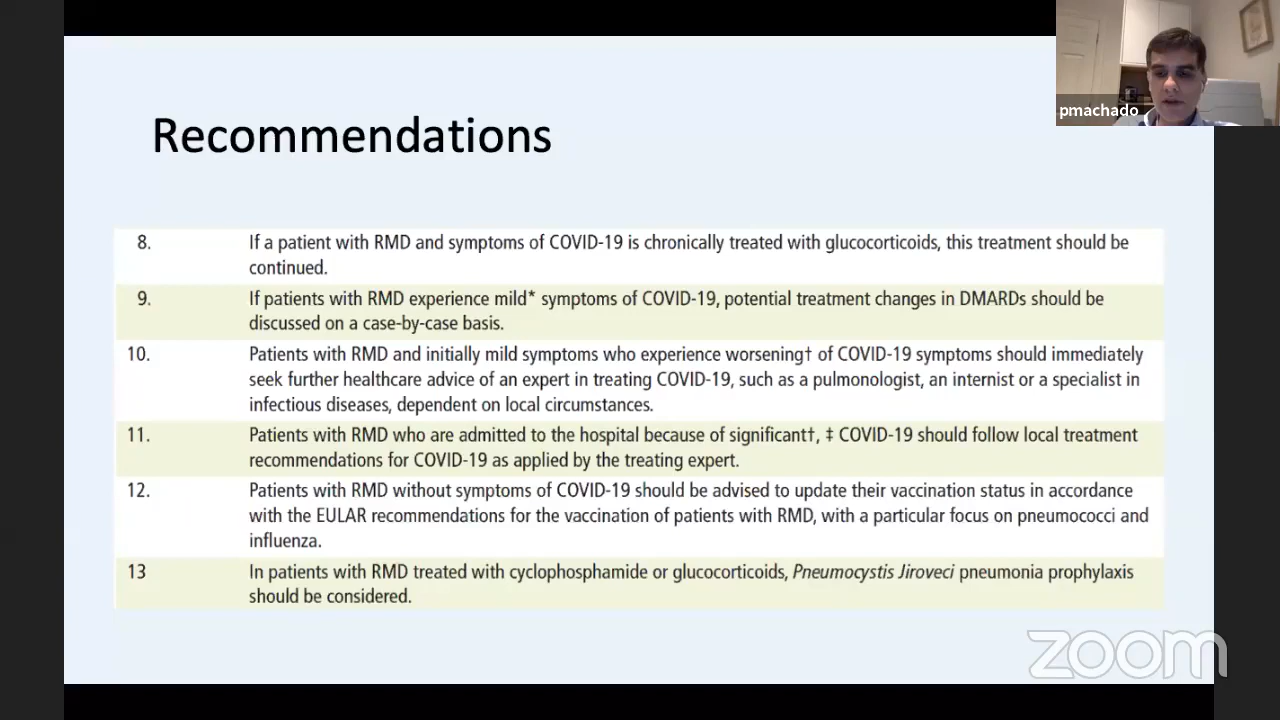 pmachado
Recommendations
8. If a patient with RMD and symptoms of COVID-19 is chronically treated with glucocorticoids, this treatment should be
continued.
9. If patients with RMD experience mild* symptoms of COVID-19, potential treatment changes in DMARDs should be
discussed on a case-by-case basis.
10. Patients with RMD and initially mild symptoms who experience worsening† of COVID-19 symptoms should immediately
seek further healthcare advice of an expert in treating COVID-19, such as a pulmonologist, an internist or a specialist in
infectious diseases, dependent on local circumstances.
11. Patients with RMD who are admitted to the hospital because of significant†, ‡ COVID-19 should follow local treatment
recommendations for COVID-19 as applied by the treating expert.
12. Patients with RMD without symptoms of COVID-19 should be advised to update their vaccination status in accordance
with the EULAR recommendations for the vaccination of patients with RMD, with a particular focus on pneumococci and
influenza.
13 In patients with RMD treated with cyclophosphamide or glucocorticoids, Pneumocystis Jiroveci pneumonia prophylaxis
should be considered.
zoom